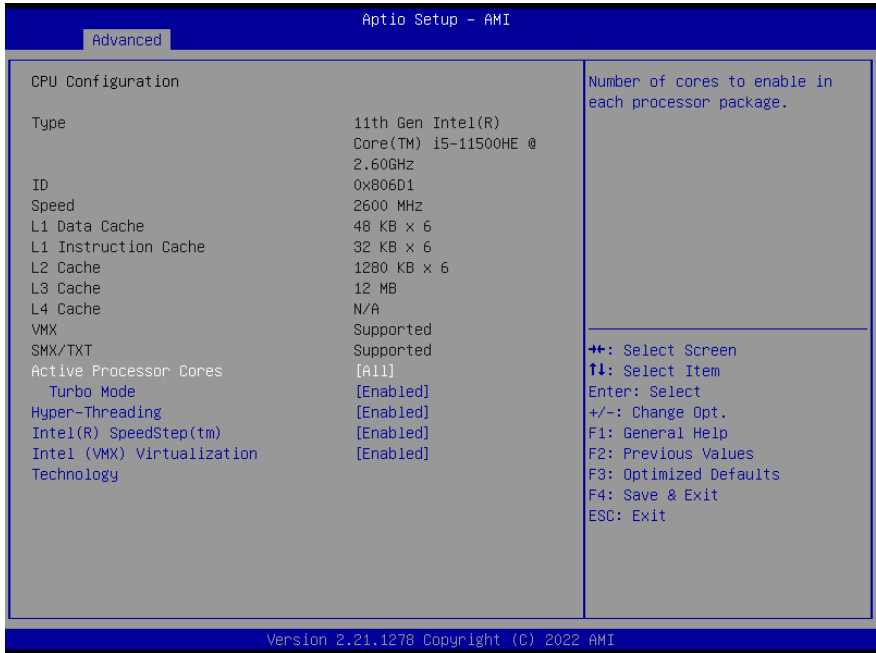 Aptio Setup – AMI
Advanced
CPU Configuration
Type 11th Gen Intel(R)
Core(TM) i5-11500HE @
2.60GHz
ID 0x806D1
Speed 2600 MHz
L1 Data Cache 48 KB x 6
L1 Instruction Cache 32 KB x 6
L2 Cache 1280 KB x 6
L3 Cache 12 MB
L4 Cache N/A
VMX Supported
SMX/TXT Supported
Active Processor Cores [All]
Turbo Mode [Enabled]
Hyper-Threading [Enabled]
Intel(R) SpeedStep(tm) [Enabled]
Intel (VMX) Virtualization [Enabled]
Technology
Number of cores to enable in
each processor package.
→←: Select Screen
↑↓: Select Item
Enter: Select
+/-: Change Opt.
F1: General Help
F2: Previous Values
F3: Optimized Defaults
F4: Save & Exit
ESC: Exit
Version 2.21.1278 Copyright (C) 2022 AMI